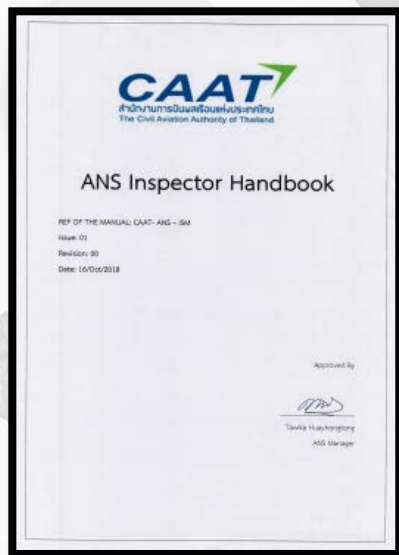 CAAT
สำนักงานการบินพลเรือนแห่งประเทศไทย
The Civil Aviation Authority of Thailand
ANS Inspector Handbook
REF OF THE MANUAL: CAAT- ANS – ISM
Issue: 01
Revision: 00
Date: 16/Oct/2018
Approved By
ANS Manager